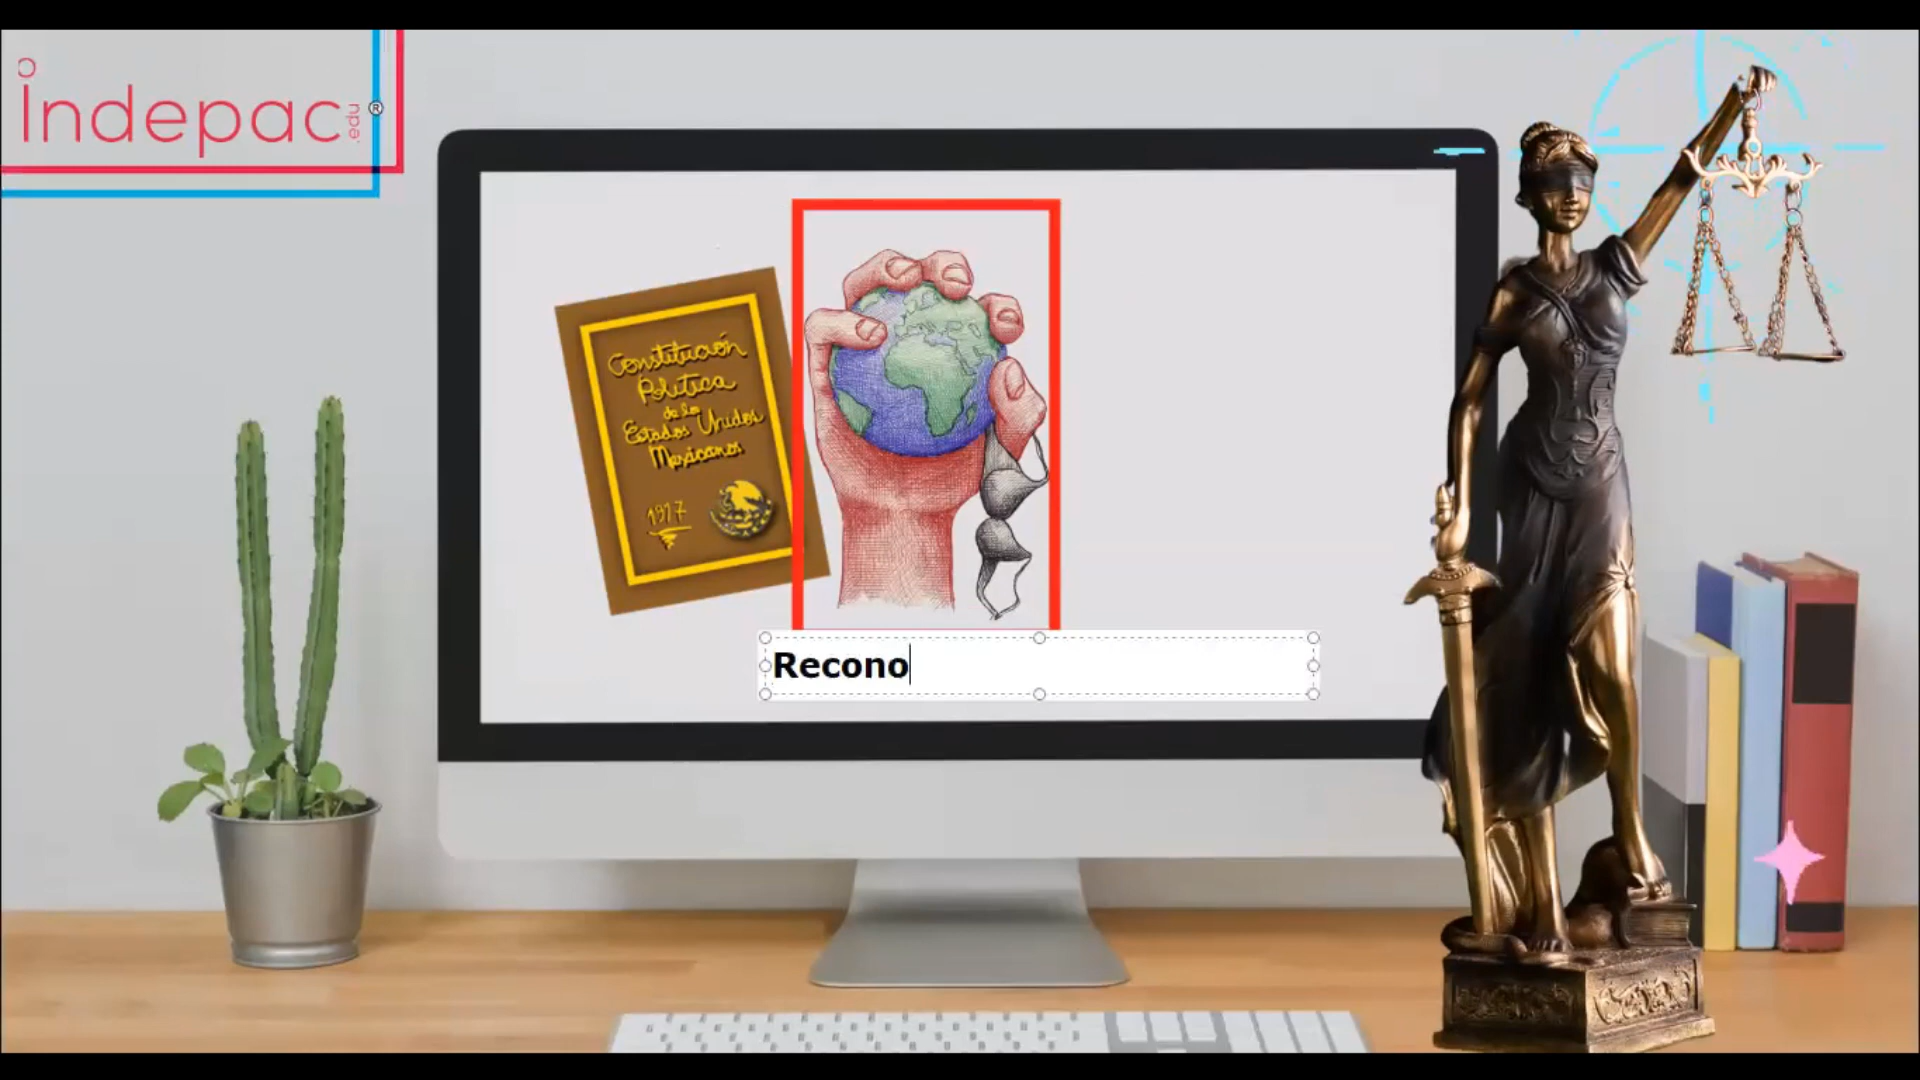 Indepac
.edu
®
Constitución
Política
de los
Estados Unidos
Mexicanos
1917
Recono